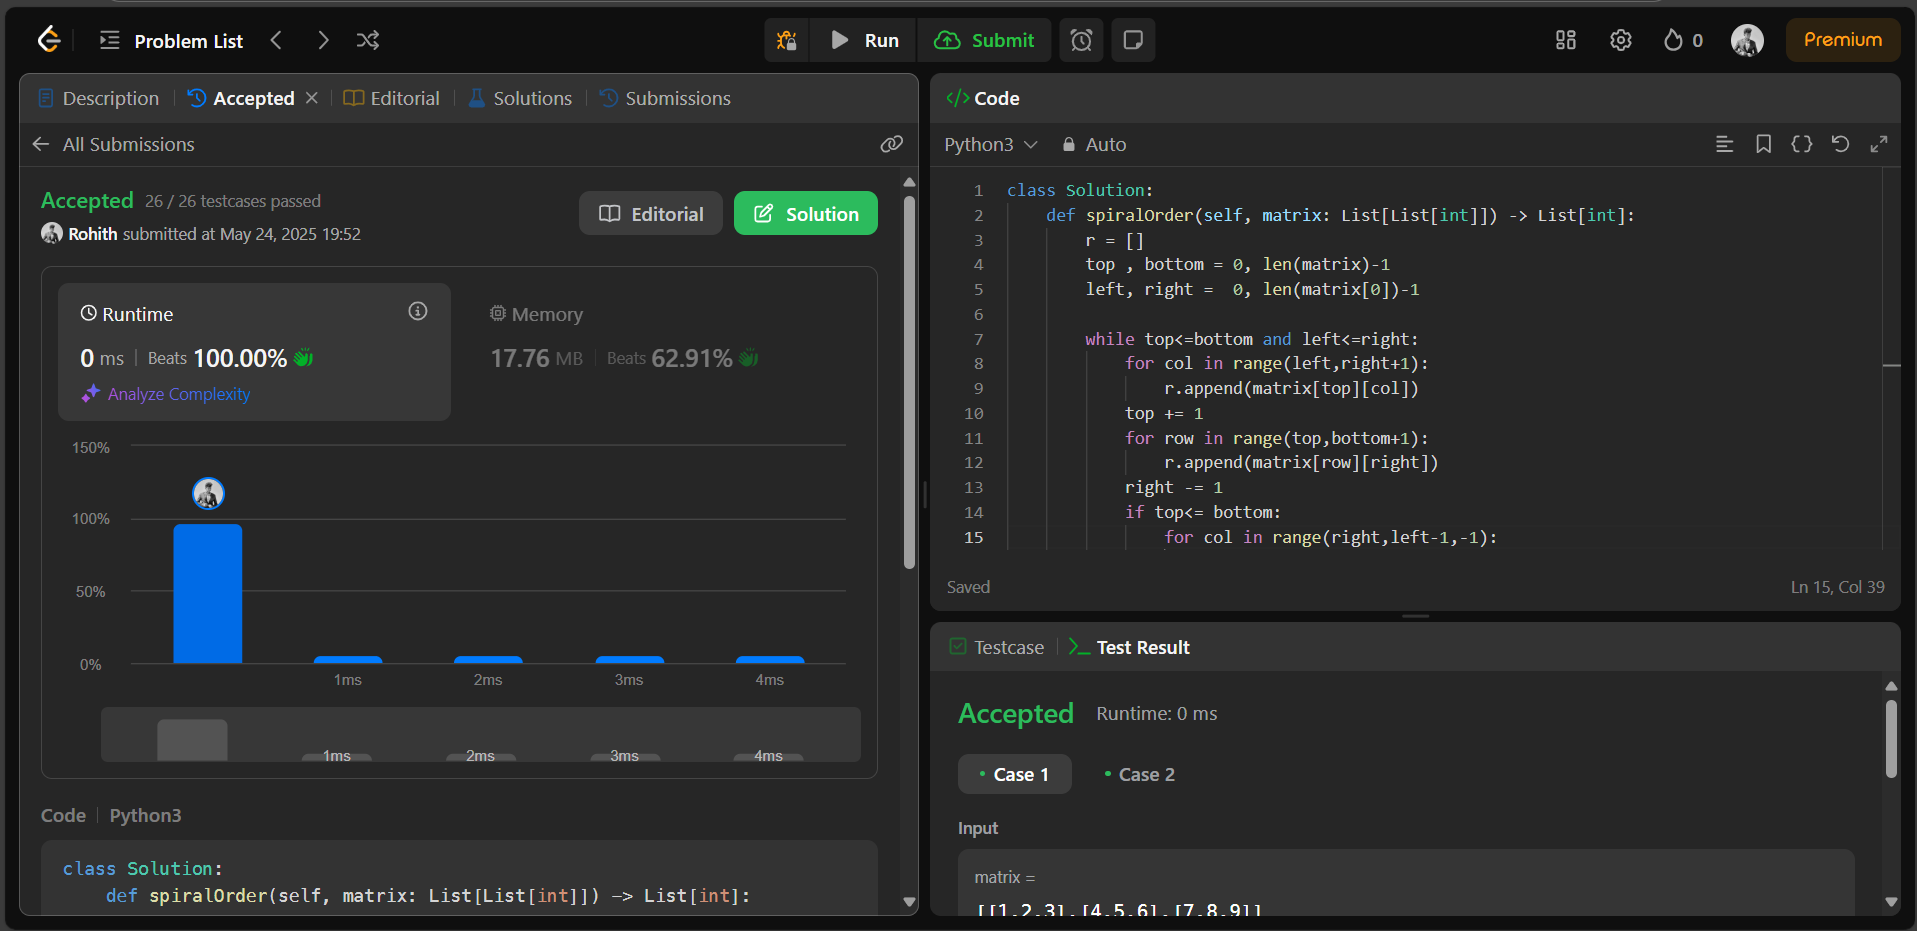 Problem List
Run
Submit
0
Premium
Description
Accepted
Editorial
Solutions
Submissions
All Submissions
Accepted 26 / 26 testcases passed
Rohith submitted at May 24, 2025 19:52
Editorial
Solution
Runtime
0 ms Beats 100.00%
Analyze Complexity
Memory
17.76 MB Beats 62.91%
150%
100%
50%
0%
1ms 2ms 3ms 4ms
1ms 2ms 3ms 4ms
Code Python3
class Solution:
def spiralOrder(self, matrix: List[List[int]]) -> List[int]:
</> Code
Python3 Auto
1 class Solution:
2 def spiralOrder(self, matrix: List[List[int]]) -> List[int]:
3 r = []
4 top , bottom = 0, len(matrix)-1
5 left, right =  0, len(matrix[0])-1
6
7 while top<=bottom and left<=right:
8 for col in range(left,right+1):
9 r.append(matrix[top][col])
10 top += 1
11 for row in range(top,bottom+1):
12 r.append(matrix[row][right])
13 right -= 1
14 if top<= bottom:
15 for col in range(right,left-1,-1):
Saved
Ln 15, Col 39
Testcase
Test Result
Accepted Runtime: 0 ms
Case 1
Case 2
Input
matrix =
[[1,2,3],[4,5,6],[7,8,9]]